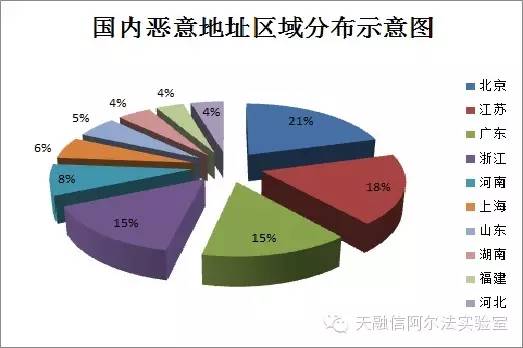 国内恶意地址区域分布示意图
21%
18%
15%
15%
8%
6%
5%
4%
4%
4%
北京
江苏
广东
浙江
河南
上海
山东
湖南
福建
河北
天融信阿尔法实验室